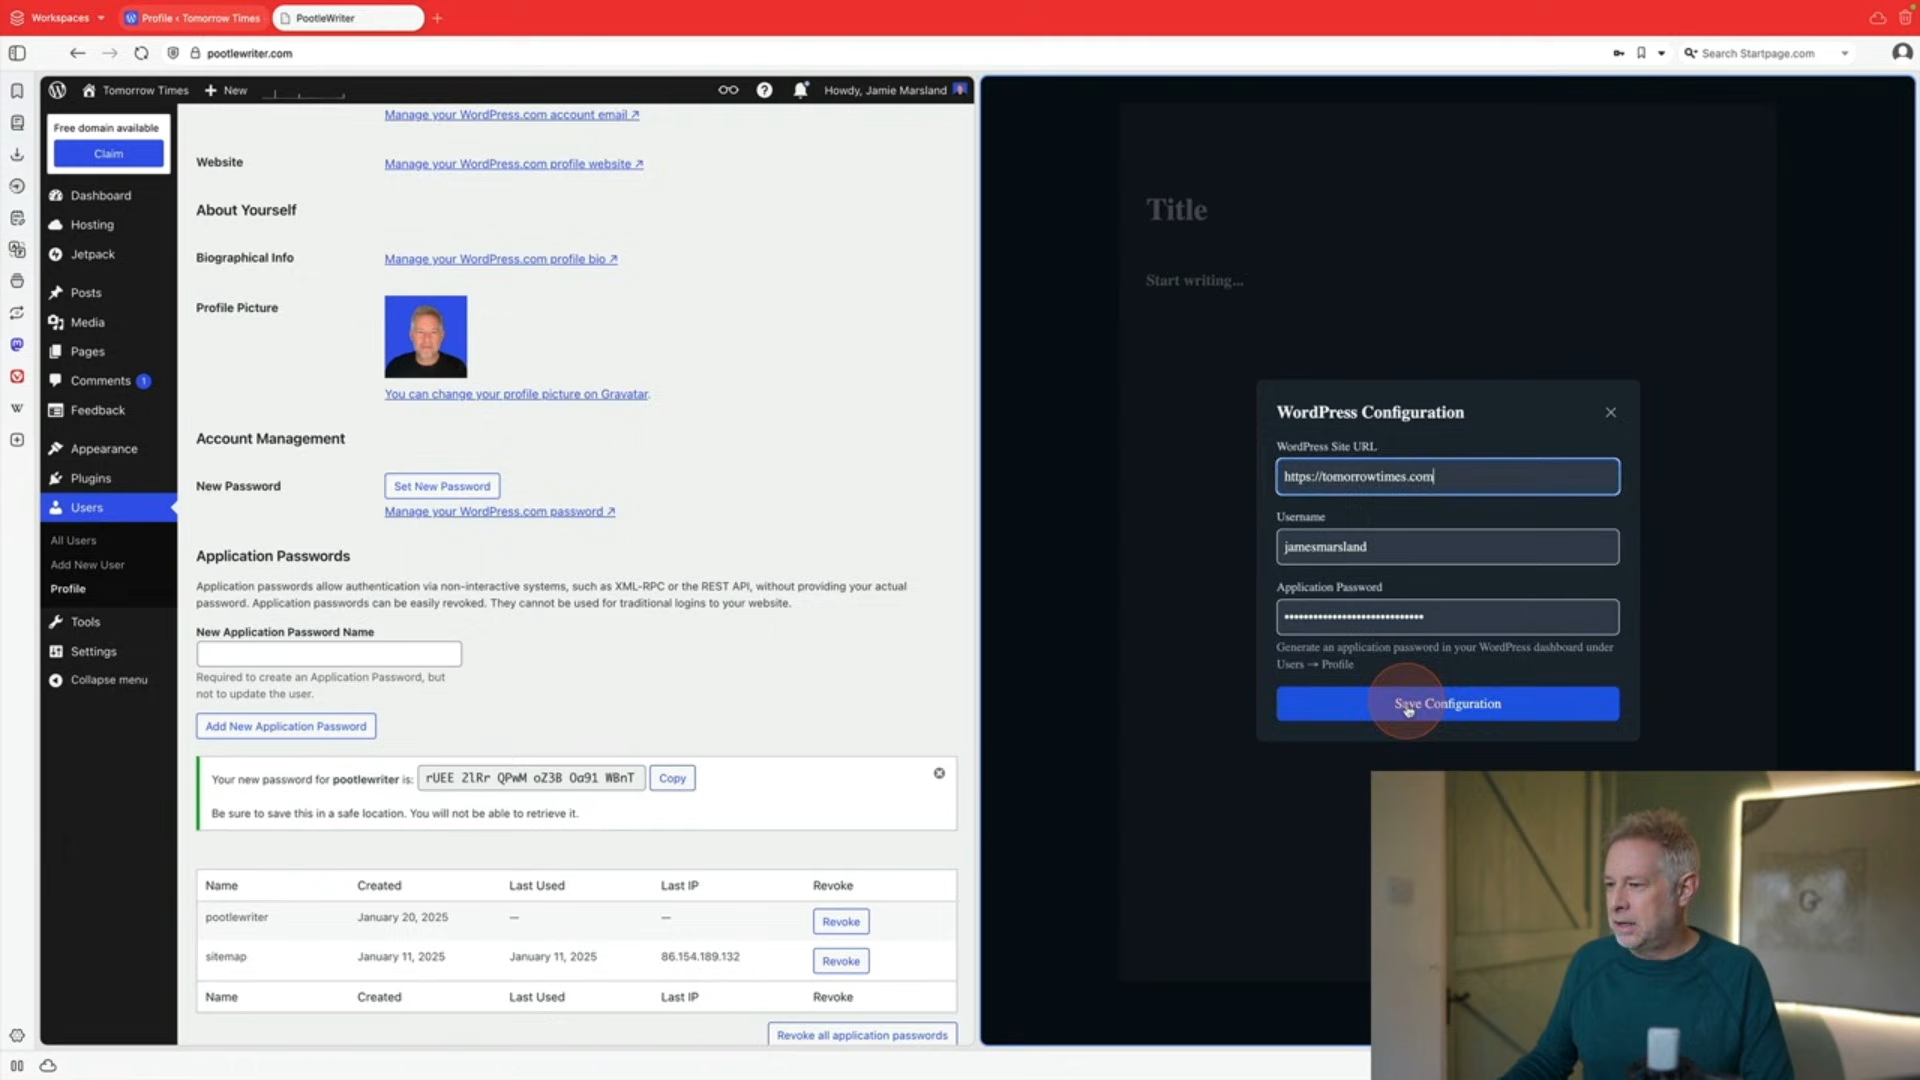 Workspaces
Profile ‹ Tomorrow Times
PootleWriter
pootlewriter.com
Search Startpage.com
Tomorrow Times
New
Howdy, Jamie Marsland
Free domain available
Claim
Dashboard
Hosting
Jetpack
Posts
Media
Pages
Comments 1
Feedback
Appearance
Plugins
Users
All Users
Add New User
Profile
Tools
Settings
Collapse menu
Manage your WordPress.com account email ↗
Website
Manage your WordPress.com profile website ↗
About Yourself
Biographical Info
Manage your WordPress.com profile bio ↗
Profile Picture
You can change your profile picture on Gravatar.
Account Management
New Password
Set New Password
Manage your WordPress.com password ↗
Application Passwords
Application passwords allow authentication via non-interactive systems, such as XML-RPC or the REST API, without providing your actual
password. Application passwords can be easily revoked. They cannot be used for traditional logins to your website.
New Application Password Name
Required to create an Application Password, but
not to update the user.
Add New Application Password
Your new password for pootlewriter is: rUEE 2lRr QPwM oZ3B Oa91 WBnT Copy
Be sure to save this in a safe location. You will not be able to retrieve it.
Name Created Last Used Last IP Revoke
pootlewriter January 20, 2025 — — Revoke
sitemap January 11, 2025 January 11, 2025 86.154.189.132 Revoke
Name Created Last Used Last IP Revoke
Revoke all application passwords
Title
Start writing...
WordPress Configuration
WordPress Site URL
https://tomorrowtimes.com
Username
jamesmarsland
Application Password
Generate an application password in your WordPress dashboard under
Users → Profile
Save Configuration